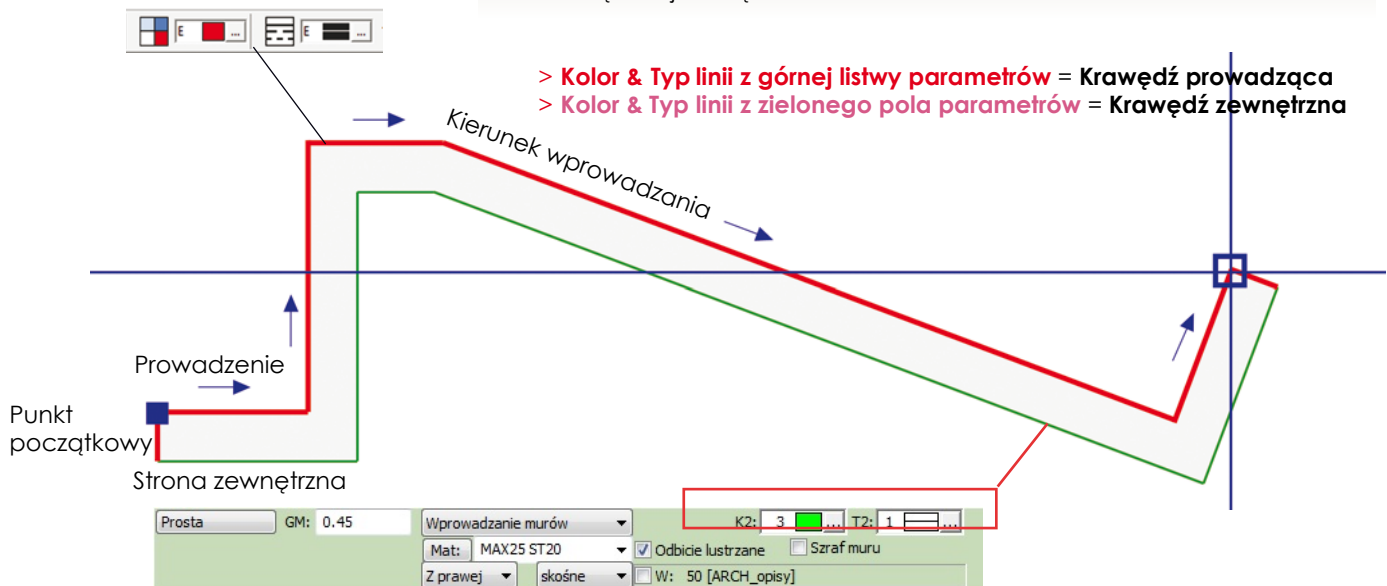 E ... E ...
> Kolor & Typ linii z górnej listwy parametrów = Krawędź prowadząca
> Kolor & Typ linii z zielonego pola parametrów = Krawędź zewnętrzna
Kierunek wprowadzania
Prowadzenie
Punkt
początkowy
Strona zewnętrzna
Prosta GM: 0.45 Wprowadzanie murów K2: 3 ... T2: 1 ...
Mat: MAX25 ST20 Odbicie lustrzane Szraf muru
Z prawej skośne W: 50 [ARCH_opisy]